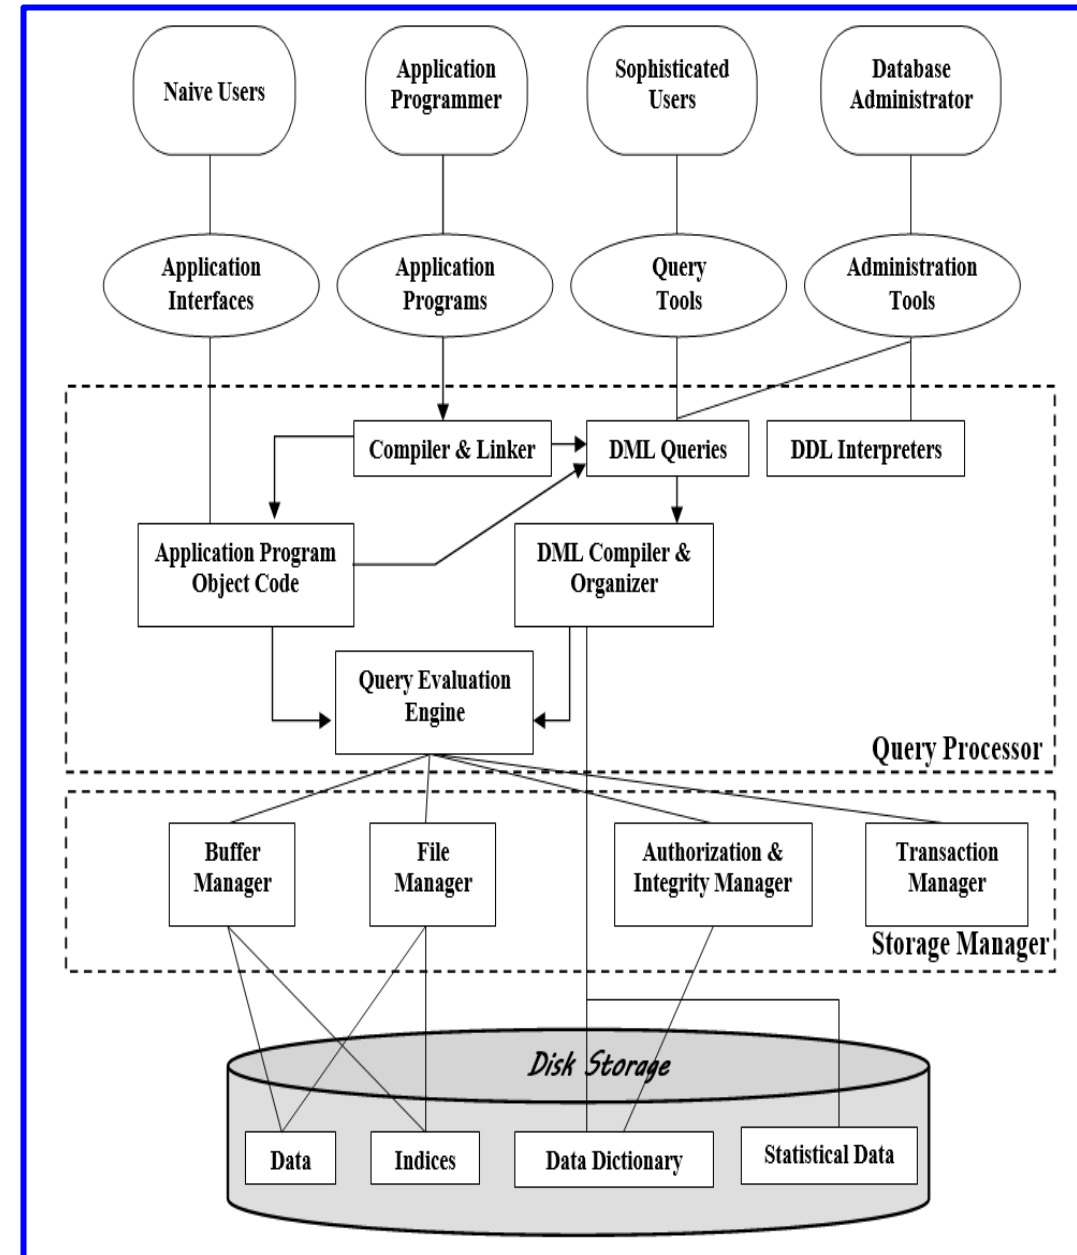 Naive Users
Application
Programmer
Sophisticated
Users
Database
Administrator
Application
Interfaces
Application
Programs
Query
Tools
Administration
Tools
Compiler & Linker
DML Queries
DDL Interpreters
Application Program
Object Code
DML Compiler &
Organizer
Query Evaluation
Engine
Query Processor
Buffer
Manager
File
Manager
Authorization &
Integrity Manager
Transaction
Manager
Storage Manager
Disk Storage
Data
Indices
Data Dictionary
Statistical Data